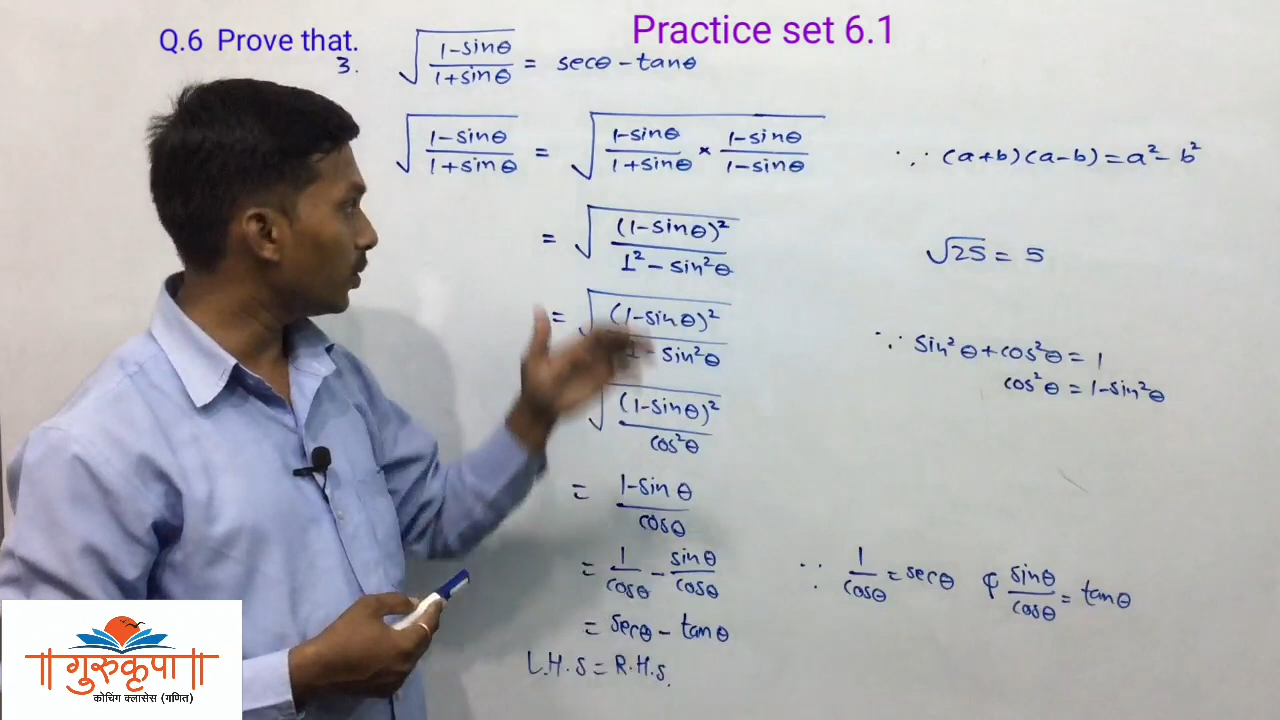 Practice set 6.1
Q.6 Prove that.
3. √((1-sinθ)/(1+sinθ)) = secθ - tanθ
√((1-sinθ)/(1+sinθ)) = √((1-sinθ)/(1+sinθ) × (1-sinθ)/(1-sinθ)) ∵ (a+b)(a-b) = a² - b²
= √((1-sinθ)²/(1² - sin²θ)) √25 = 5
= √((1-sinθ)²/(1 - sin²θ)) ∵ sin²θ + cos²θ = 1
cos²θ = 1-sin²θ
√((1-sinθ)²/cos²θ)
= (1-sinθ)/cosθ
= 1/cosθ - sinθ/cosθ ∵ 1/cosθ = secθ & sinθ/cosθ = tanθ
= secθ - tanθ
L.H.S = R.H.S.
॥गुरुकृपा॥
कोचिंग क्लासेस (गणित)